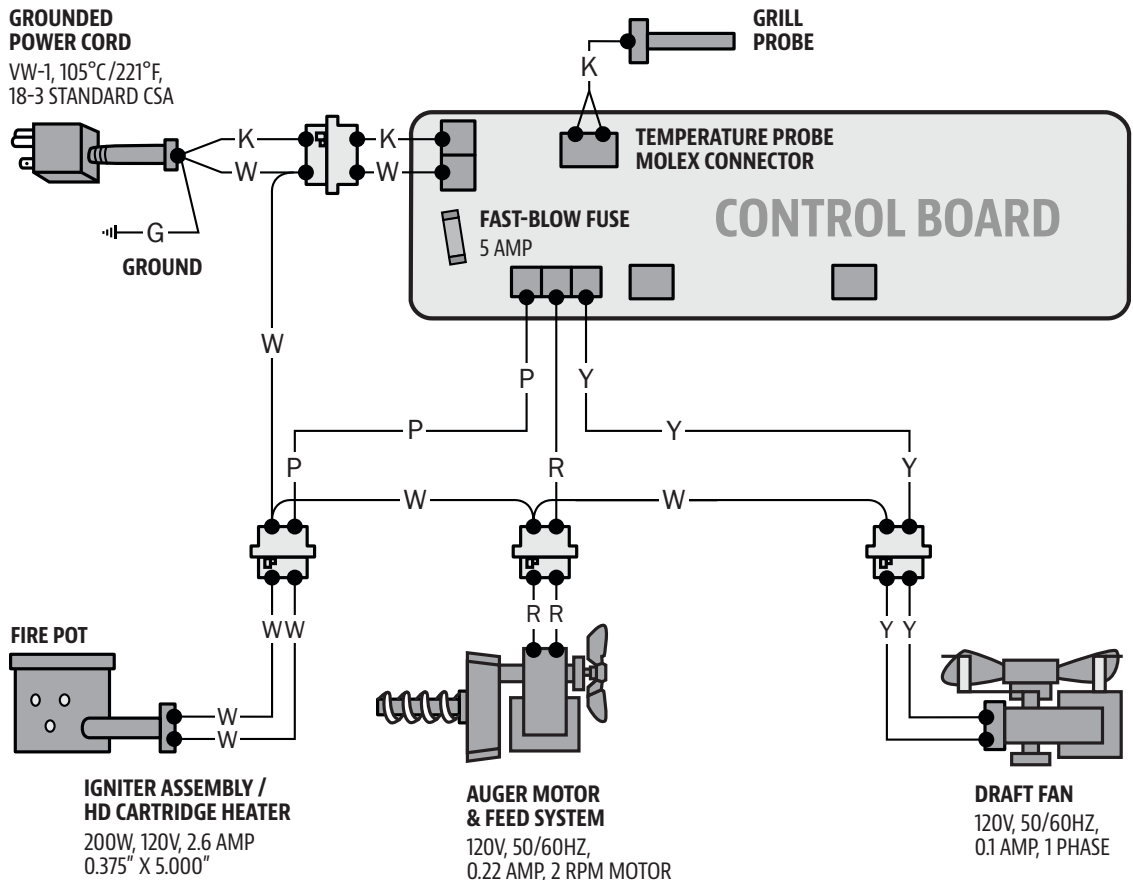 GROUNDED
POWER CORD
VW-1, 105°C/221°F,
18-3 STANDARD CSA
GRILL
PROBE
K
TEMPERATURE PROBE
MOLEX CONNECTOR
K
K
W
W
CONTROL BOARD
FAST-BLOW FUSE
5 AMP
G
GROUND
W
P
Y
P
Y
P
R
Y
W
W
R R
W W
Y Y
FIRE POT
W
W
IGNITER ASSEMBLY /
HD CARTRIDGE HEATER
200W, 120V, 2.6 AMP
0.375" X 5.000"
AUGER MOTOR
& FEED SYSTEM
120V, 50/60HZ,
0.22 AMP, 2 RPM MOTOR
DRAFT FAN
120V, 50/60HZ,
0.1 AMP, 1 PHASE